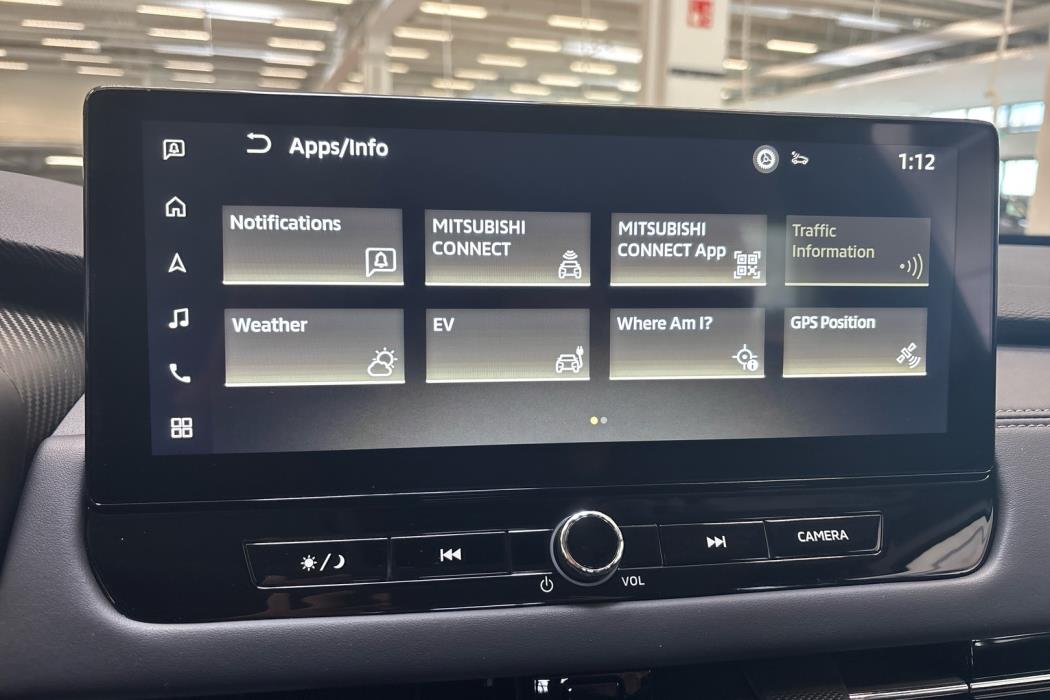 Apps/Info
1:12
Notifications
MITSUBISHI
CONNECT
MITSUBISHI
CONNECT App
Traffic
Information
Weather
EV
Where Am I?
GPS Position
CAMERA
VOL